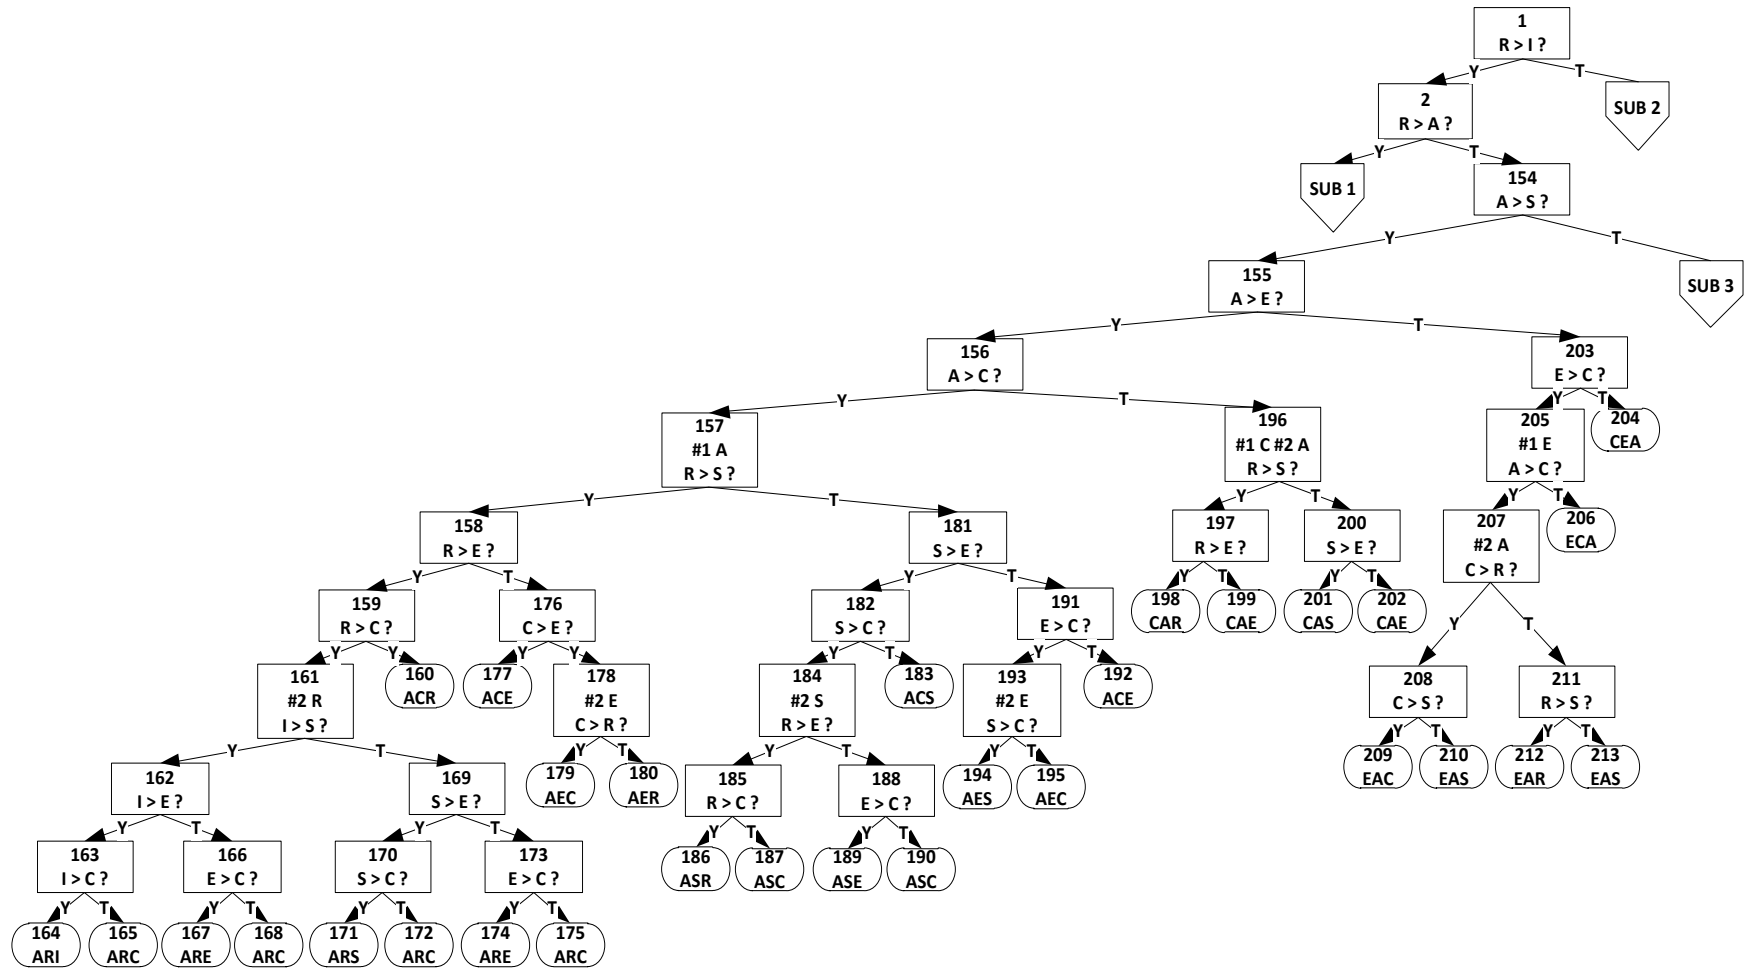 1
R > I ?
Y
T
2
R > A ?
SUB 2
Y
T
SUB 1
154
A > S ?
Y
T
155
A > E ?
SUB 3
Y
T
156
A > C ?
203
E > C ?
Y
T
Y
T
157
#1 A
R > S ?
196
#1 C #2 A
R > S ?
205
#1 E
A > C ?
204
CEA
Y
T
Y
T
Y
T
158
R > E ?
181
S > E ?
197
R > E ?
200
S > E ?
207
#2 A
C > R ?
206
ECA
Y
T
Y
T
Y
T
Y
T
159
R > C ?
176
C > E ?
182
S > C ?
191
E > C ?
198
CAR
199
CAE
201
CAS
202
CAE
Y
T
Y
Y
Y
Y
Y
T
Y
T
161
#2 R
I > S ?
160
ACR
177
ACE
178
#2 E
C > R ?
184
#2 S
R > E ?
183
ACS
193
#2 E
S > C ?
192
ACE
208
C > S ?
211
R > S ?
Y
T
Y
T
Y
T
Y
T
Y
T
Y
T
162
I > E ?
169
S > E ?
179
AEC
180
AER
185
R > C ?
188
E > C ?
194
AES
195
AEC
209
EAC
210
EAS
212
EAR
213
EAS
Y
T
Y
T
Y
T
Y
T
163
I > C ?
166
E > C ?
170
S > C ?
173
E > C ?
186
ASR
187
ASC
189
ASE
190
ASC
Y
T
Y
T
Y
T
Y
T
164
ARI
165
ARC
167
ARE
168
ARC
171
ARS
172
ARC
174
ARE
175
ARC